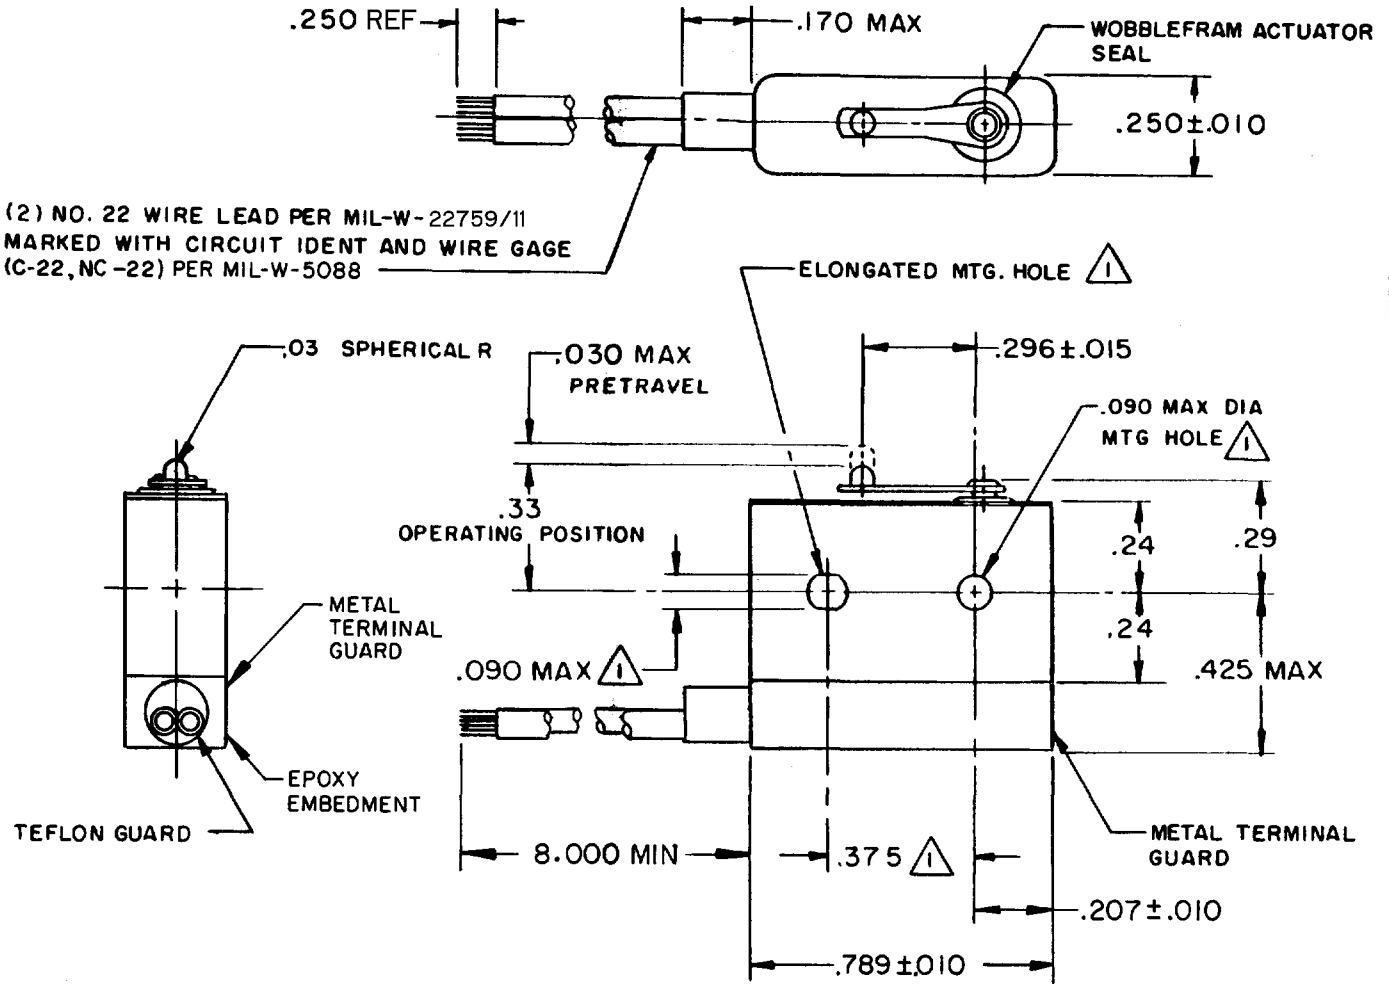 .250 REF
.170 MAX
WOBBLEFRAM ACTUATOR
SEAL
.250±.010
(2) NO. 22 WIRE LEAD PER MIL-W-22759/11
MARKED WITH CIRCUIT IDENT AND WIRE GAGE
(C-22, NC-22) PER MIL-W-5088
ELONGATED MTG. HOLE 1
.03 SPHERICAL R
.030 MAX
PRETRAVEL
.296±.015
.090 MAX DIA
MTG HOLE 1
.33
OPERATING POSITION
.24
.29
METAL
TERMINAL
GUARD
.24
.090 MAX 1
.425 MAX
EPOXY
EMBEDMENT
TEFLON GUARD
8.000 MIN
.375 1
METAL TERMINAL
GUARD
.207±.010
.789±.010